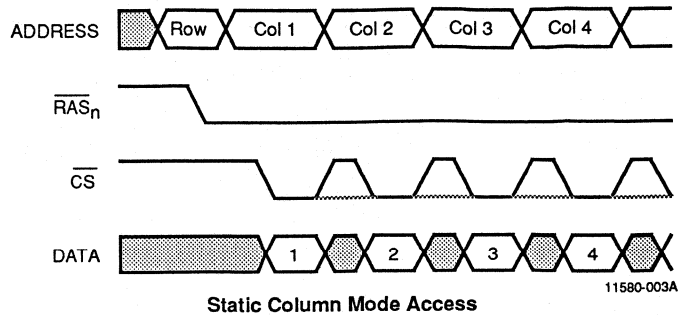 ADDRESS Row Col 1 Col 2 Col 3 Col 4
RASn
CS
DATA 1 2 3 4
11580-003A
Static Column Mode Access